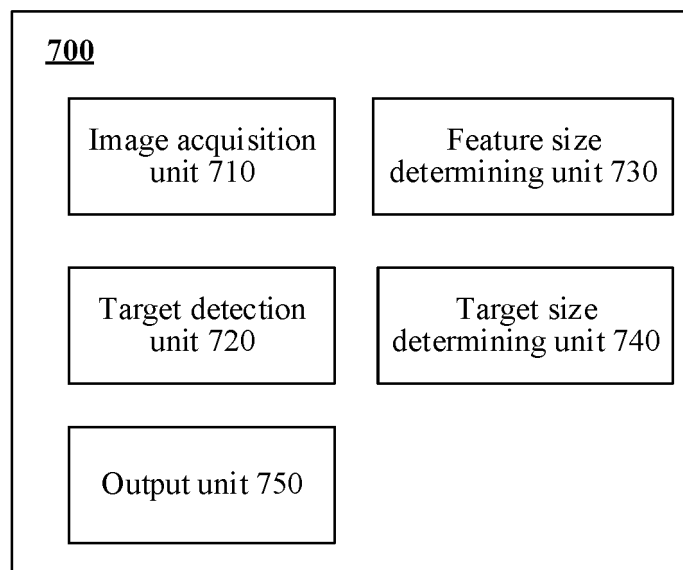 700
Image acquisition
unit 710
Feature size
determining unit 730
Target detection
unit 720
Target size
determining unit 740
Output unit 750